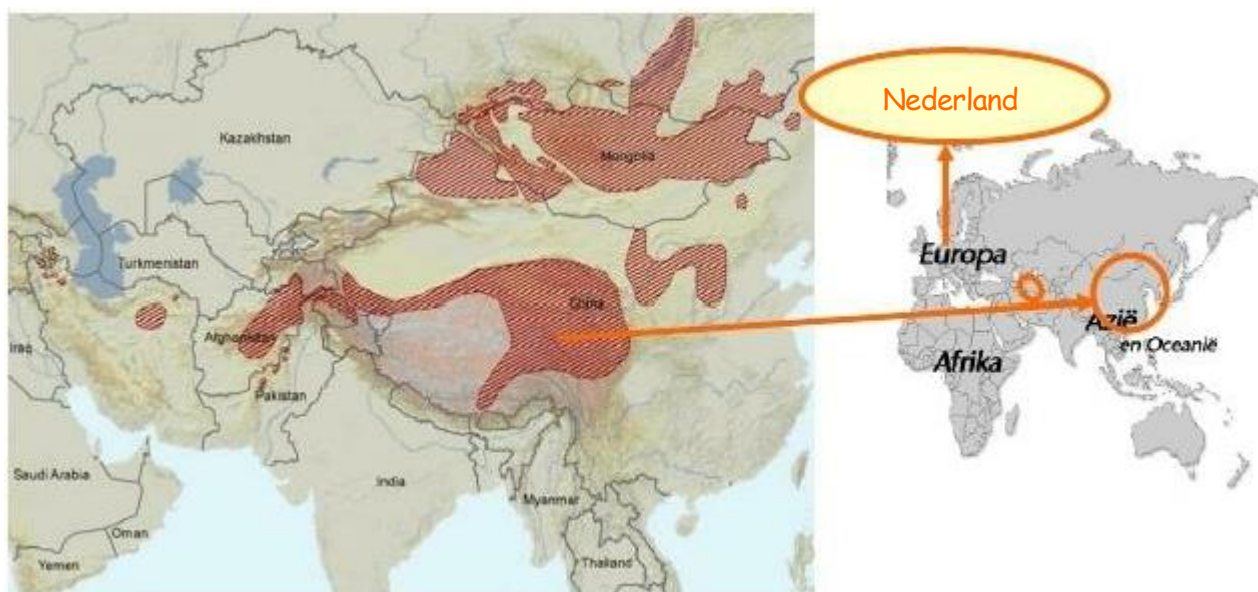 Kazakhstan
Mongolia
Turkmenistan
China
Afghanistan
Iraq
Pakistan
Saudi Arabia
India
Myanmar
Oman
Yemen
Thailand
Nederland
Europa
Azië
en Oceanië
Afrika